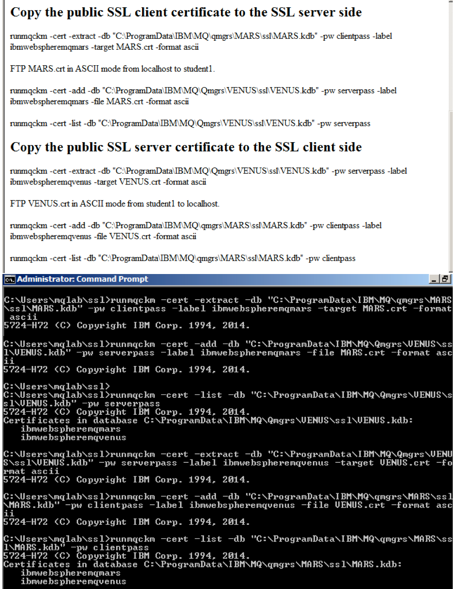 Copy the public SSL client certificate to the SSL server side
runmqckm -cert -extract -db "C:\ProgramData\IBM\MQ\qmgrs\MARS\ssl\MARS.kdb" -pw clientpass -label
ibmwebspheremqmars -target MARS.crt -format ascii
FTP MARS.crt in ASCII mode from localhost to student1.
runmqckm -cert -add -db "C:\ProgramData\IBM\MQ\Qmgrs\VENUS\ssl\VENUS.kdb" -pw serverpass -label
ibmwebspheremqmars -file MARS.crt -format ascii
runmqckm -cert -list -db "C:\ProgramData\IBM\MQ\Qmgrs\VENUS\ssl\VENUS.kdb" -pw serverpass
Copy the public SSL server certificate to the SSL client side
runmqckm -cert -extract -db "C:\ProgramData\IBM\MQ\Qmgrs\VENUS\ssl\VENUS.kdb" -pw serverpass -label
ibmwebspheremqvenus -target VENUS.crt -format ascii
FTP VENUS.crt in ASCII mode from student1 to localhost.
runmqckm -cert -add -db "C:\ProgramData\IBM\MQ\qmgrs\MARS\ssl\MARS.kdb" -pw clientpass -label
ibmwebspheremqvenus -file VENUS.crt -format ascii
runmqckm -cert -list -db "C:\ProgramData\IBM\MQ\qmgrs\MARS\ssl\MARS.kdb" -pw clientpass
Administrator: Command Prompt
C:\Users\mqlab\ssl>runmqckm -cert -extract -db "C:\ProgramData\IBM\MQ\qmgrs\MARS
\ssl\MARS.kdb" -pw clientpass -label ibmwebspheremqmars -target MARS.crt -format
 ascii
5724-H72 (C) Copyright IBM Corp. 1994, 2014.
C:\Users\mqlab\ssl>runmqckm -cert -add -db "C:\ProgramData\IBM\MQ\Qmgrs\VENUS\ss
l\VENUS.kdb" -pw serverpass -label ibmwebspheremqmars -file MARS.crt -format asc
ii
5724-H72 (C) Copyright IBM Corp. 1994, 2014.
C:\Users\mqlab\ssl>
C:\Users\mqlab\ssl>runmqckm -cert -list -db "C:\ProgramData\IBM\MQ\Qmgrs\VENUS\s
sl\VENUS.kdb" -pw serverpass
5724-H72 (C) Copyright IBM Corp. 1994, 2014.
Certificates in database C:\ProgramData\IBM\MQ\Qmgrs\VENUS\ssl\VENUS.kdb:
ibmwebspheremqmars
ibmwebspheremqvenus
C:\Users\mqlab\ssl>runmqckm -cert -extract -db "C:\ProgramData\IBM\MQ\Qmgrs\VENU
S\ssl\VENUS.kdb" -pw serverpass -label ibmwebspheremqvenus -target VENUS.crt -fo
rmat ascii
5724-H72 (C) Copyright IBM Corp. 1994, 2014.
C:\Users\mqlab\ssl>runmqckm -cert -add -db "C:\ProgramData\IBM\MQ\qmgrs\MARS\ssl
\MARS.kdb" -pw clientpass -label ibmwebspheremqvenus -file VENUS.crt -format asc
ii
5724-H72 (C) Copyright IBM Corp. 1994, 2014.
C:\Users\mqlab\ssl>runmqckm -cert -list -db "C:\ProgramData\IBM\MQ\qmgrs\MARS\ss
l\MARS.kdb" -pw clientpass
5724-H72 (C) Copyright IBM Corp. 1994, 2014.
Certificates in database C:\ProgramData\IBM\MQ\qmgrs\MARS\ssl\MARS.kdb:
ibmwebspheremqmars
ibmwebspheremqvenus